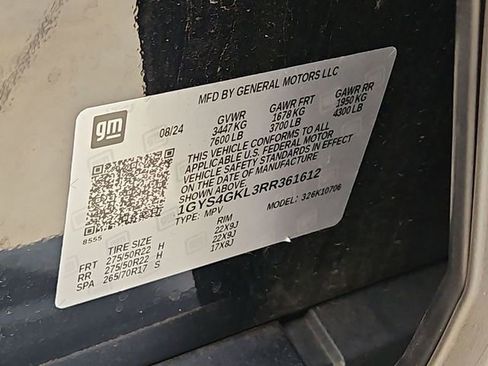 MFD BY GENERAL MOTORS LLC
gm
08/24
GVWR GAWR FRT GAWR RR
3447 KG 1678 KG 1950 KG
7600 LB 3700 LB 4300 LB
THIS VEHICLE CONFORMS TO ALL
APPLICABLE U.S. FEDERAL MOTOR
VEHICLE SAFETY STANDARDS IN EFFECT
ON THE DATE OF MANUFACTURE
SHOWN ABOVE.
1GYS4GKL3RR361612
TYPE: MPV MODEL: 326K10706
8555
TIRE SIZE RIM
FRT 275/50R22 H 22X9J
RR 275/50R22 H 22X9J
SPA 265/70R17 S 17X8J